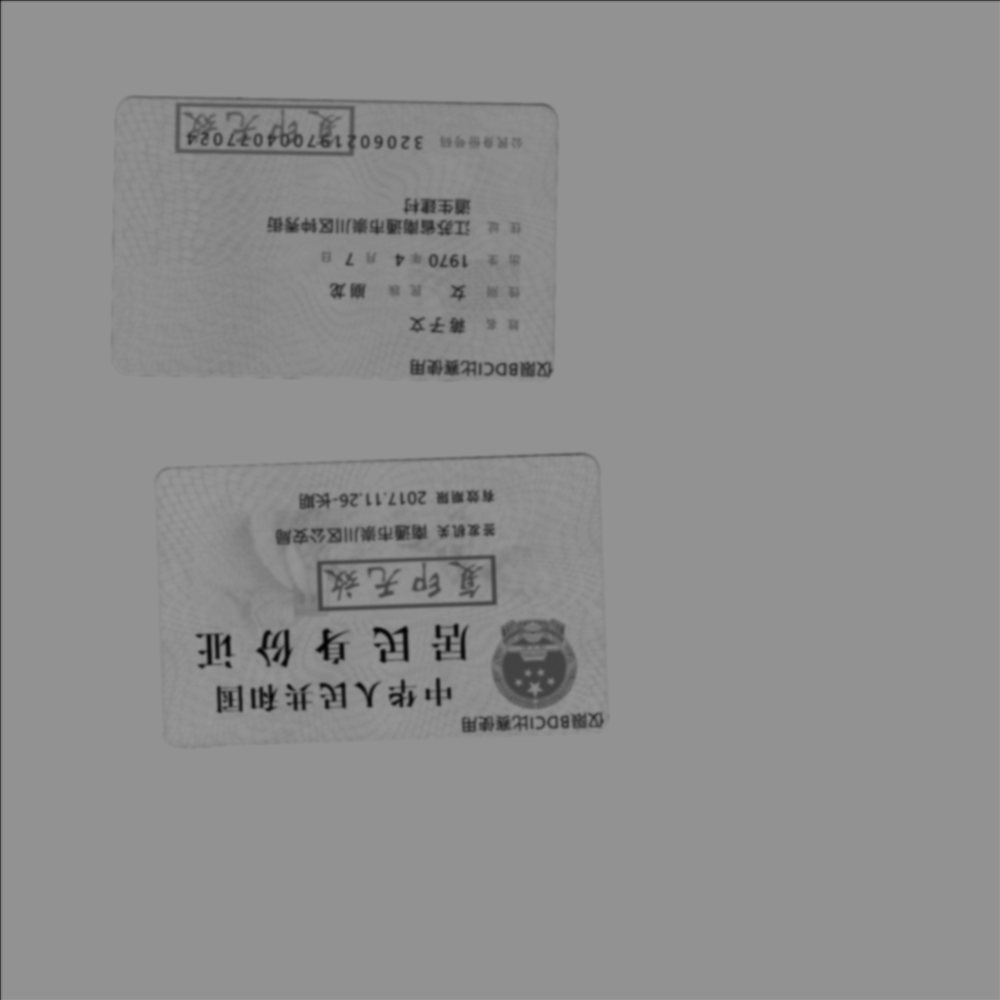 仅限BDCI比赛使用
中华人民共和国
居民身份证
复印无效
签发机关 南通市崇川区公安局
有效期限 2017.11.26-长期
仅限BDCI比赛使用
姓名 蒋子文
性别 女 民族 崩龙
出生 1970 年 4 月 7 日
住址 江苏省南通市崇川区钟秀街
道生建村
公民身份号码 320602197004077024
复印无效